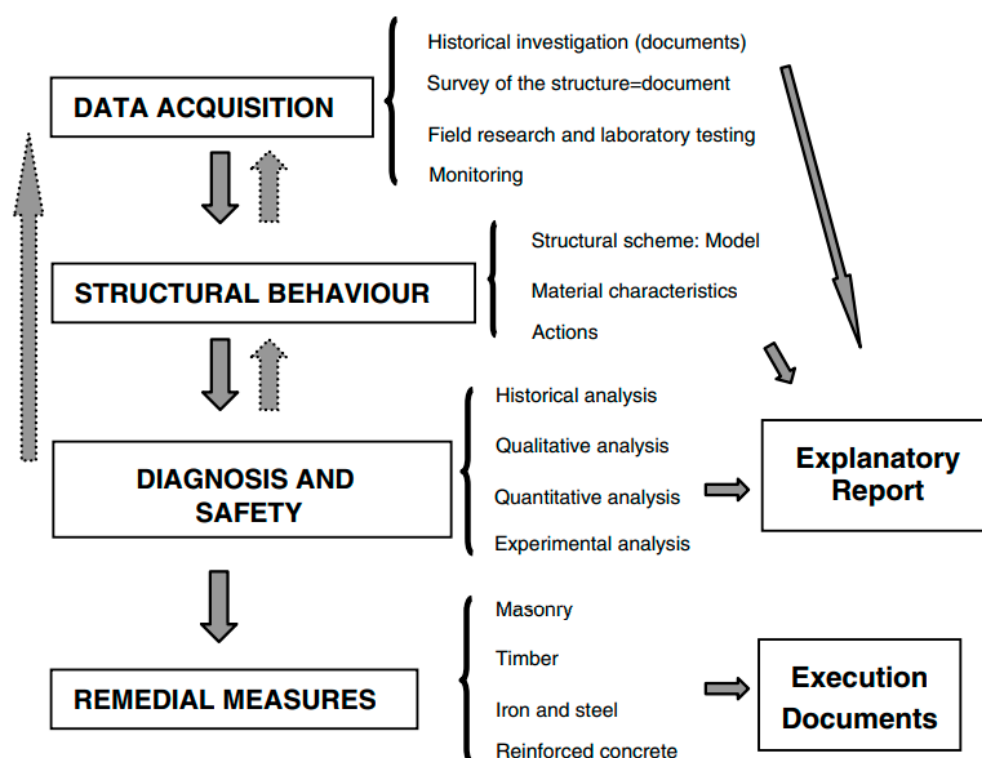 Historical investigation (documents)
DATA ACQUISITION
Survey of the structure=document
Field research and laboratory testing
Monitoring
STRUCTURAL BEHAVIOUR
Structural scheme: Model
Material characteristics
Actions
DIAGNOSIS AND
SAFETY
Historical analysis
Qualitative analysis
Quantitative analysis
Experimental analysis
Explanatory
Report
REMEDIAL MEASURES
Masonry
Timber
Iron and steel
Reinforced concrete
Execution
Documents